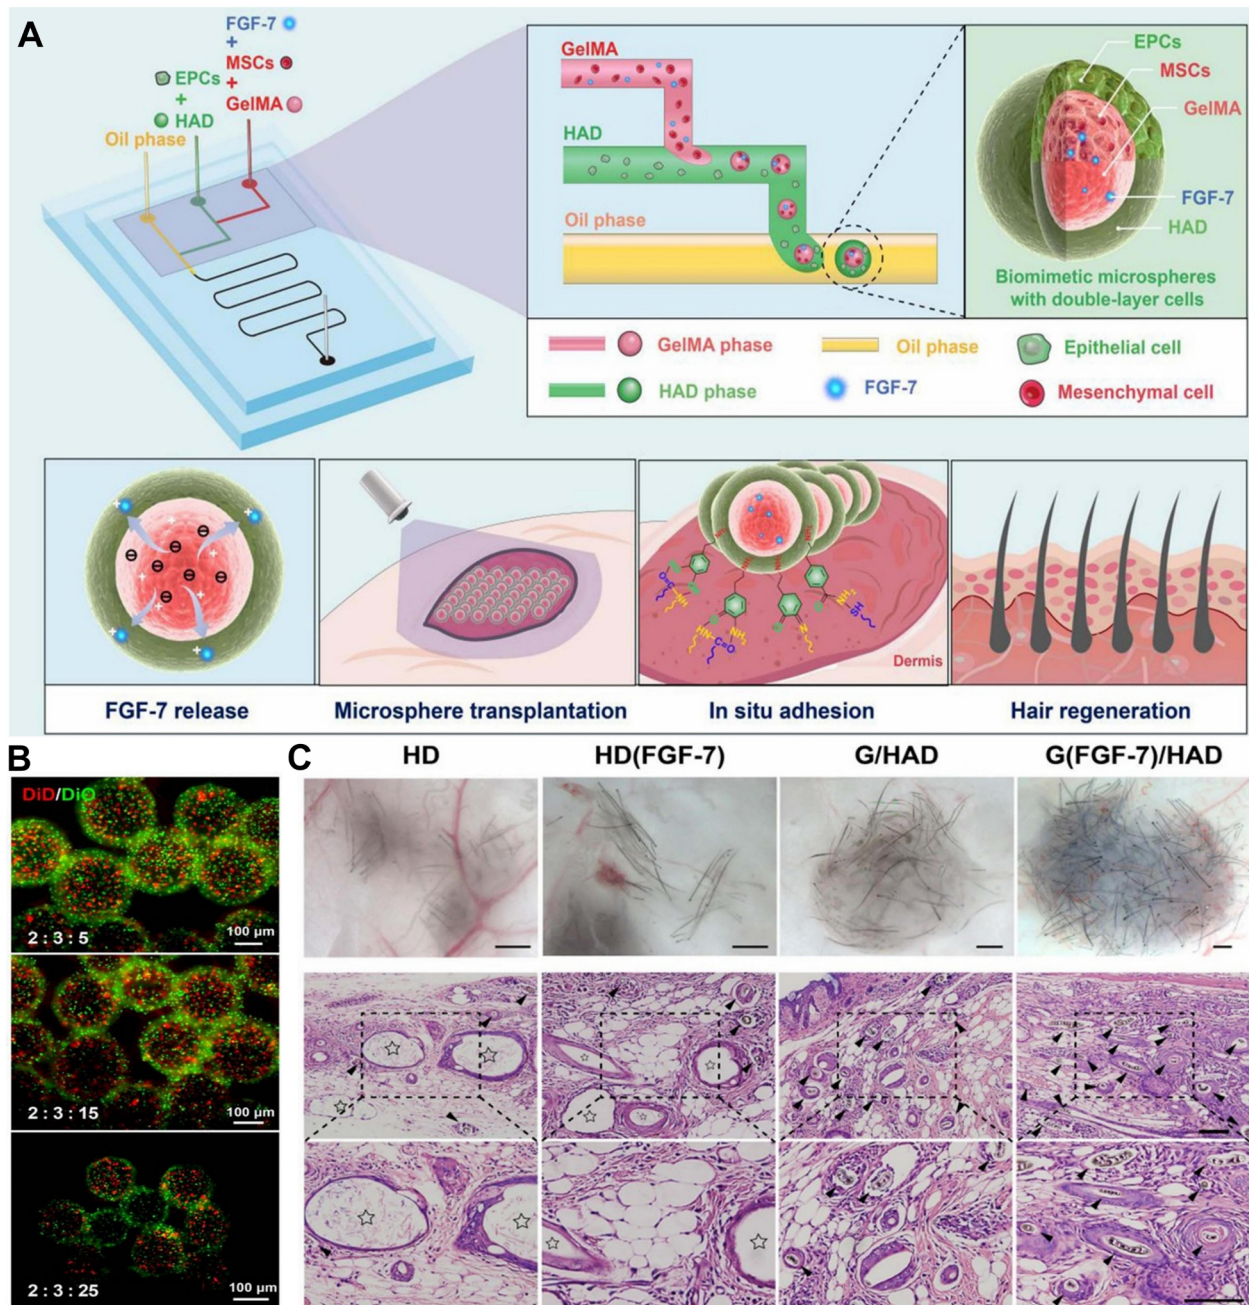 A
FGF-7
+
MSCs
+
GelMA
EPCs
+
HAD
Oil phase
GelMA
HAD
Oil phase
EPCs
MSCs
GelMA
FGF-7
HAD
Biomimetic microspheres
with double-layer cells
GelMA phase
Oil phase
Epithelial cell
HAD phase
FGF-7
Mesenchymal cell
Dermis
FGF-7 release
Microsphere transplantation
In situ adhesion
Hair regeneration
B
DiD/DiO
2 : 3 : 5
100 μm
2 : 3 : 15
100 μm
2 : 3 : 25
100 μm
C
HD
HD(FGF-7)
G/HAD
G(FGF-7)/HAD